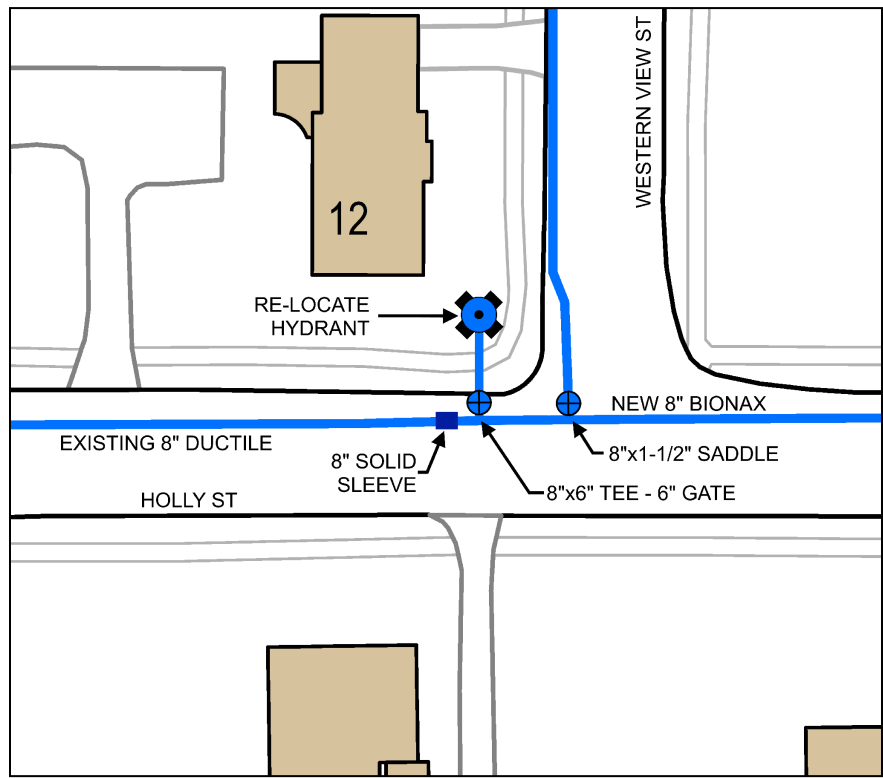 WESTERN VIEW ST
12
RE-LOCATE
HYDRANT
NEW 8" BIONAX
EXISTING 8" DUCTILE
8" SOLID
SLEEVE
8"x1-1/2" SADDLE
8"x6" TEE - 6" GATE
HOLLY ST